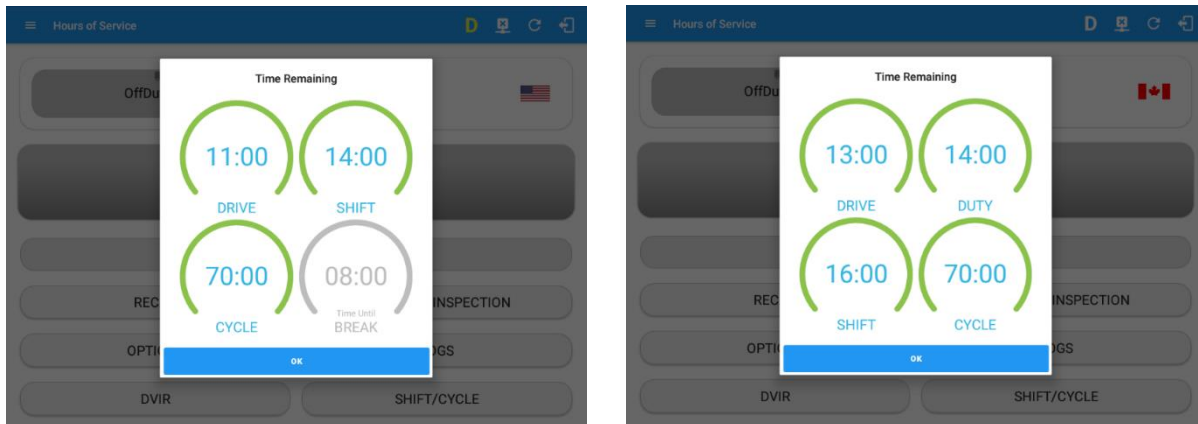 Hours of Service
D
Time Remaining
OffDu
11:00
14:00
DRIVE
SHIFT
70:00
08:00
Time Until
CYCLE
BREAK
REC
INSPECTION
OPTIO
OGS
OK
DVIR
SHIFT/CYCLE
Hours of Service
D
Time Remaining
OffDu
13:00
14:00
DRIVE
DUTY
16:00
70:00
SHIFT
CYCLE
REC
INSPECTION
OPTIO
OGS
OK
DVIR
SHIFT/CYCLE